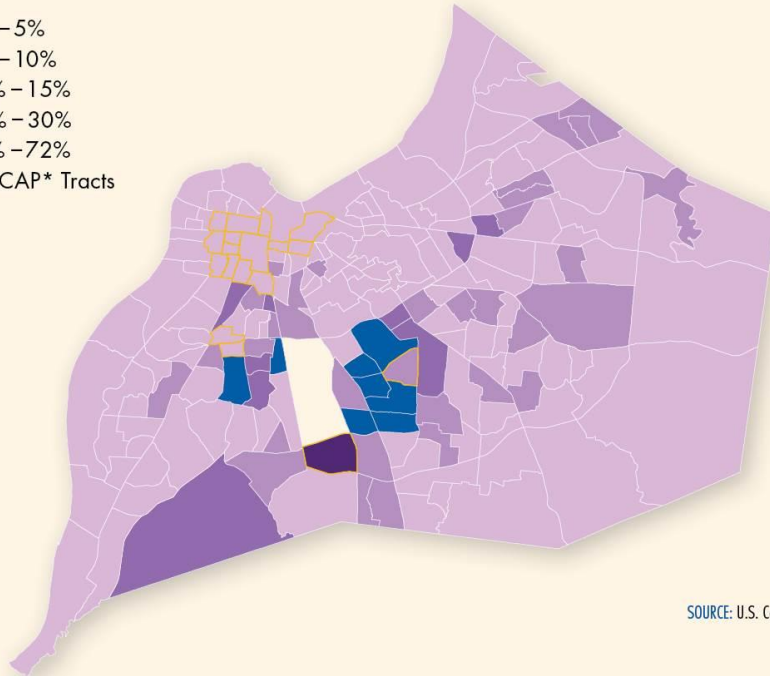 – 5%
– 10%
% – 15%
% – 30%
% – 72%
CAP* Tracts
SOURCE: U.S. C